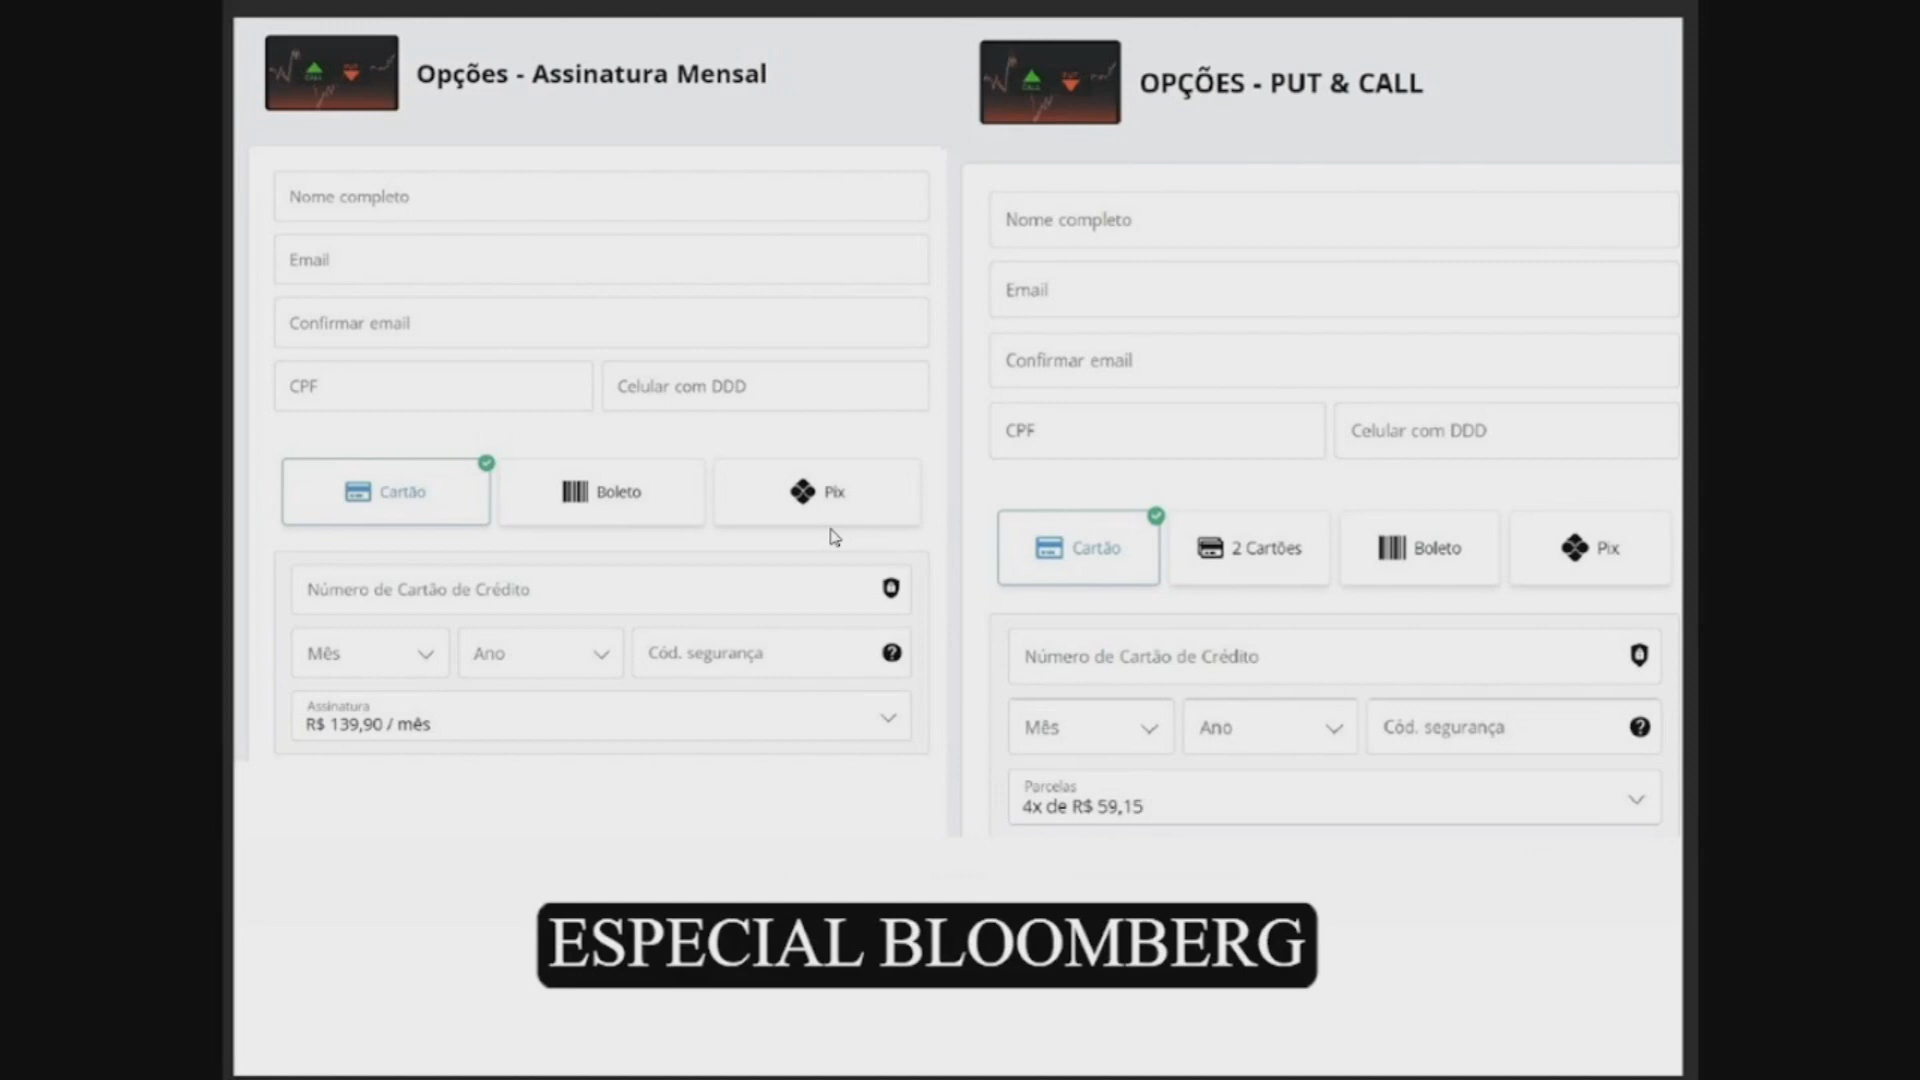 Opções - Assinatura Mensal
Nome completo
Email
Confirmar email
CPF
Celular com DDD
Cartão
Boleto
Pix
Número de Cartão de Crédito
Mês
Ano
Cód. segurança
Assinatura
R$ 139,90 / mês
OPÇÕES - PUT & CALL
Nome completo
Email
Confirmar email
CPF
Celular com DDD
Cartão
2 Cartões
Boleto
Pix
Número de Cartão de Crédito
Mês
Ano
Cód. segurança
Parcelas
4x de R$ 59,15
ESPECIAL BLOOMBERG